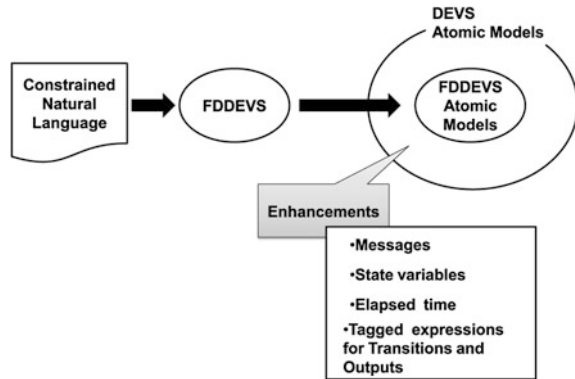 DEVS
Atomic Models
Constrained
Natural
Language
FDDEVS
FDDEVS
Atomic
Models
Enhancements
•Messages
•State variables
•Elapsed time
•Tagged expressions
for Transitions and
Outputs